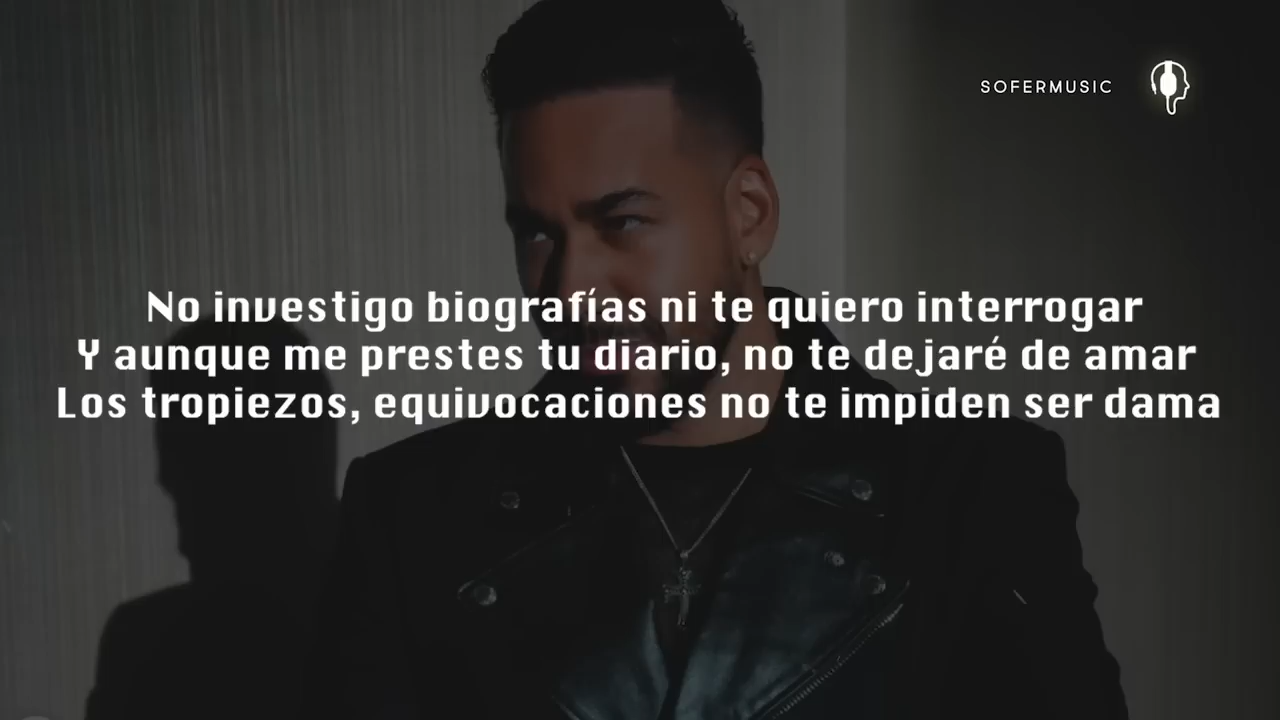 SOFERMUSIC
No investigo biografías ni te quiero interrogar
Y aunque me prestes tu diario, no te dejaré de amar
Los tropiezos, equivocaciones no te impiden ser dama